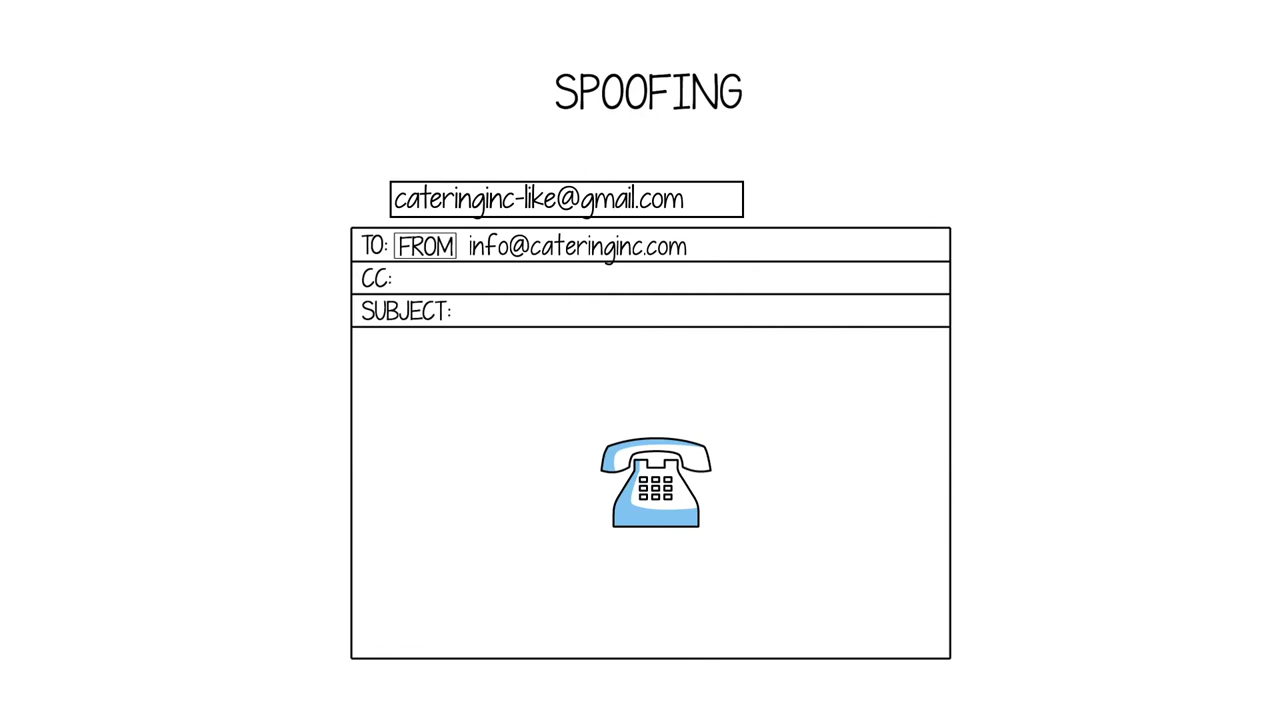 SPOOFING
cateringinc-like@gmail.com
TO: FROM info@cateringinc.com
CC:
SUBJECT: